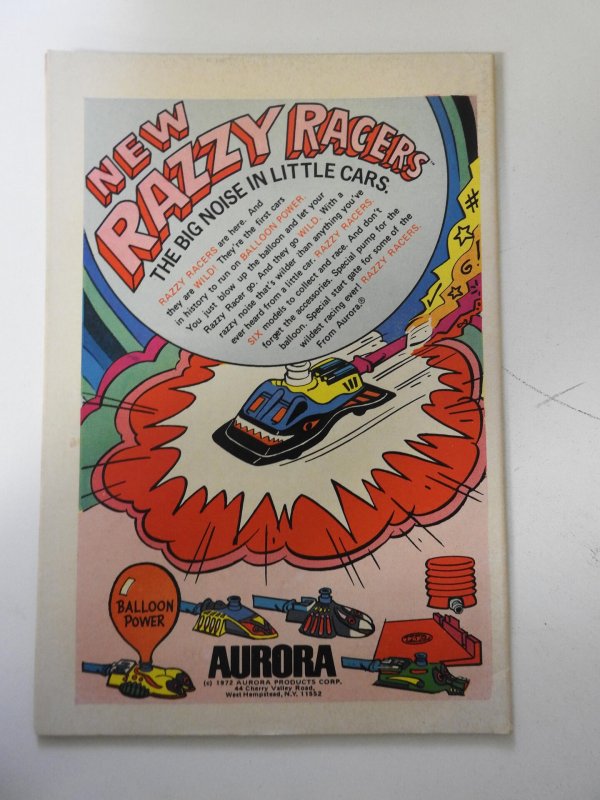 NEW
RAZZY RACERS™
THE BIG NOISE IN LITTLE CARS.
RAZZY RACERS are here. And
they are WILD! They're the first cars
in history to run on BALLOON POWER.
You just blow up the balloon and let your
Razzy Racer go. And they go WILD. With a
razzy noise that's wilder than anything you've
ever heard from a little car. RAZZY RACERS.
SIX models to collect and race. And don't
forget the accessories. Special pump for the
balloon. Special start gate for some of the
wildest racing ever! RAZZY RACERS.
From Aurora.®
#
G!
BALLOON
POWER
AURORA
(c) 1972 AURORA PRODUCTS CORP.
44 Cherry Valley Road,
West Hempstead, N.Y. 11552